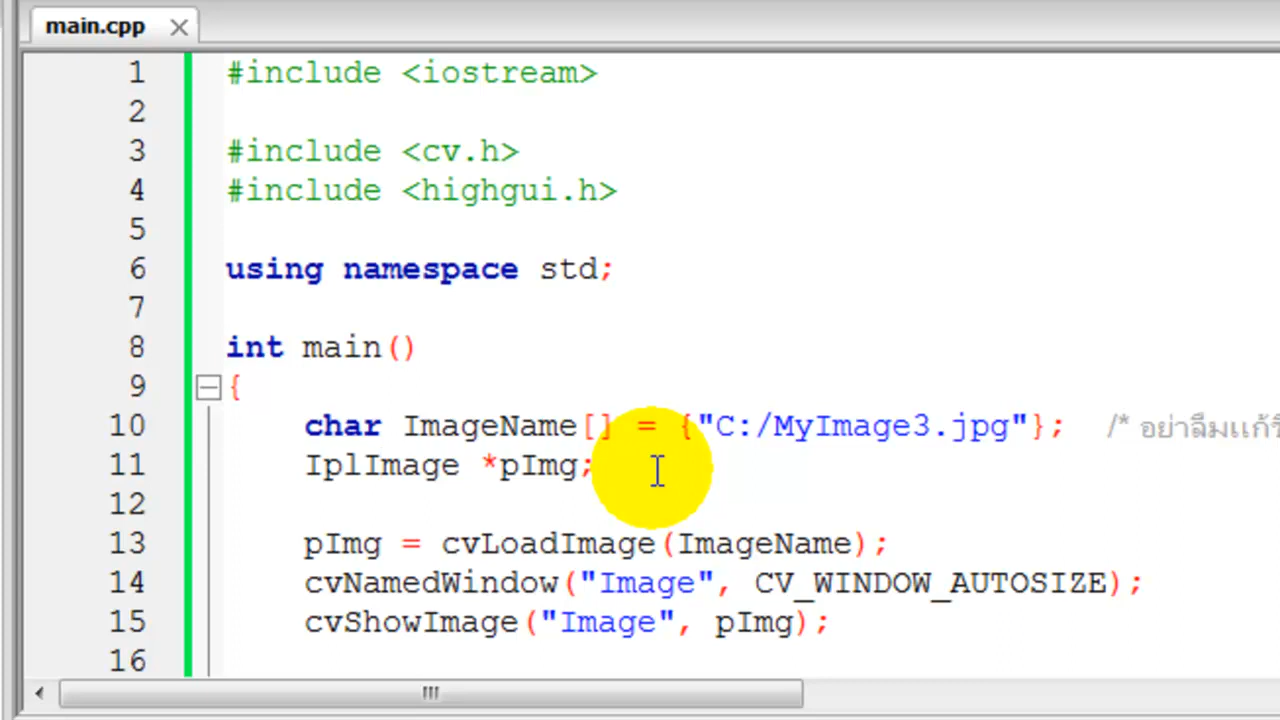 main.cpp
1 #include <iostream>
2
3 #include <cv.h>
4 #include <highgui.h>
5
6 using namespace std;
7
8 int main()
9 {
10 char ImageName[] = {"C:/MyImage3.jpg"}; /* อย่าลืมแก้
11 IplImage *pImg;
12
13 pImg = cvLoadImage(ImageName);
14 cvNamedWindow("Image", CV_WINDOW_AUTOSIZE);
15 cvShowImage("Image", pImg);
16